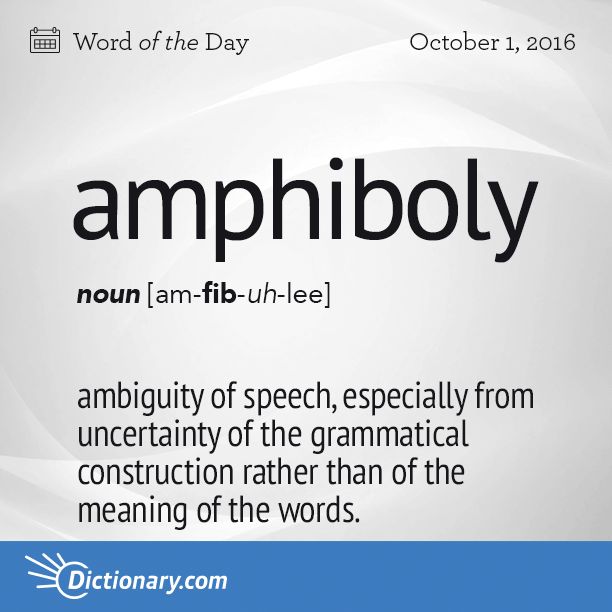 Word of the Day
October 1, 2016
amphiboly
noun [am-fib-uh-lee]
ambiguity of speech, especially from
uncertainty of the grammatical
construction rather than of the
meaning of the words.
Dictionary.com